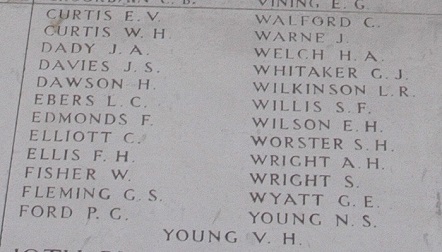 VINING E. G.
CURTIS E. V.
CURTIS W. H.
DADY J. A.
DAVIES J. S.
DAWSON H.
EBERS L. C.
EDMONDS F.
ELLIOTT C.
ELLIS F. H.
FISHER W.
FLEMING G. S.
FORD P. G.
WALFORD C.
WARNE J.
WELCH H. A.
WHITAKER G. J.
WILKINSON L. R.
WILLIS S. F.
WILSON E. H.
WORSTER S. H.
WRIGHT A. H.
WRIGHT S.
WYATT G. E.
YOUNG N. S.
YOUNG V. H.